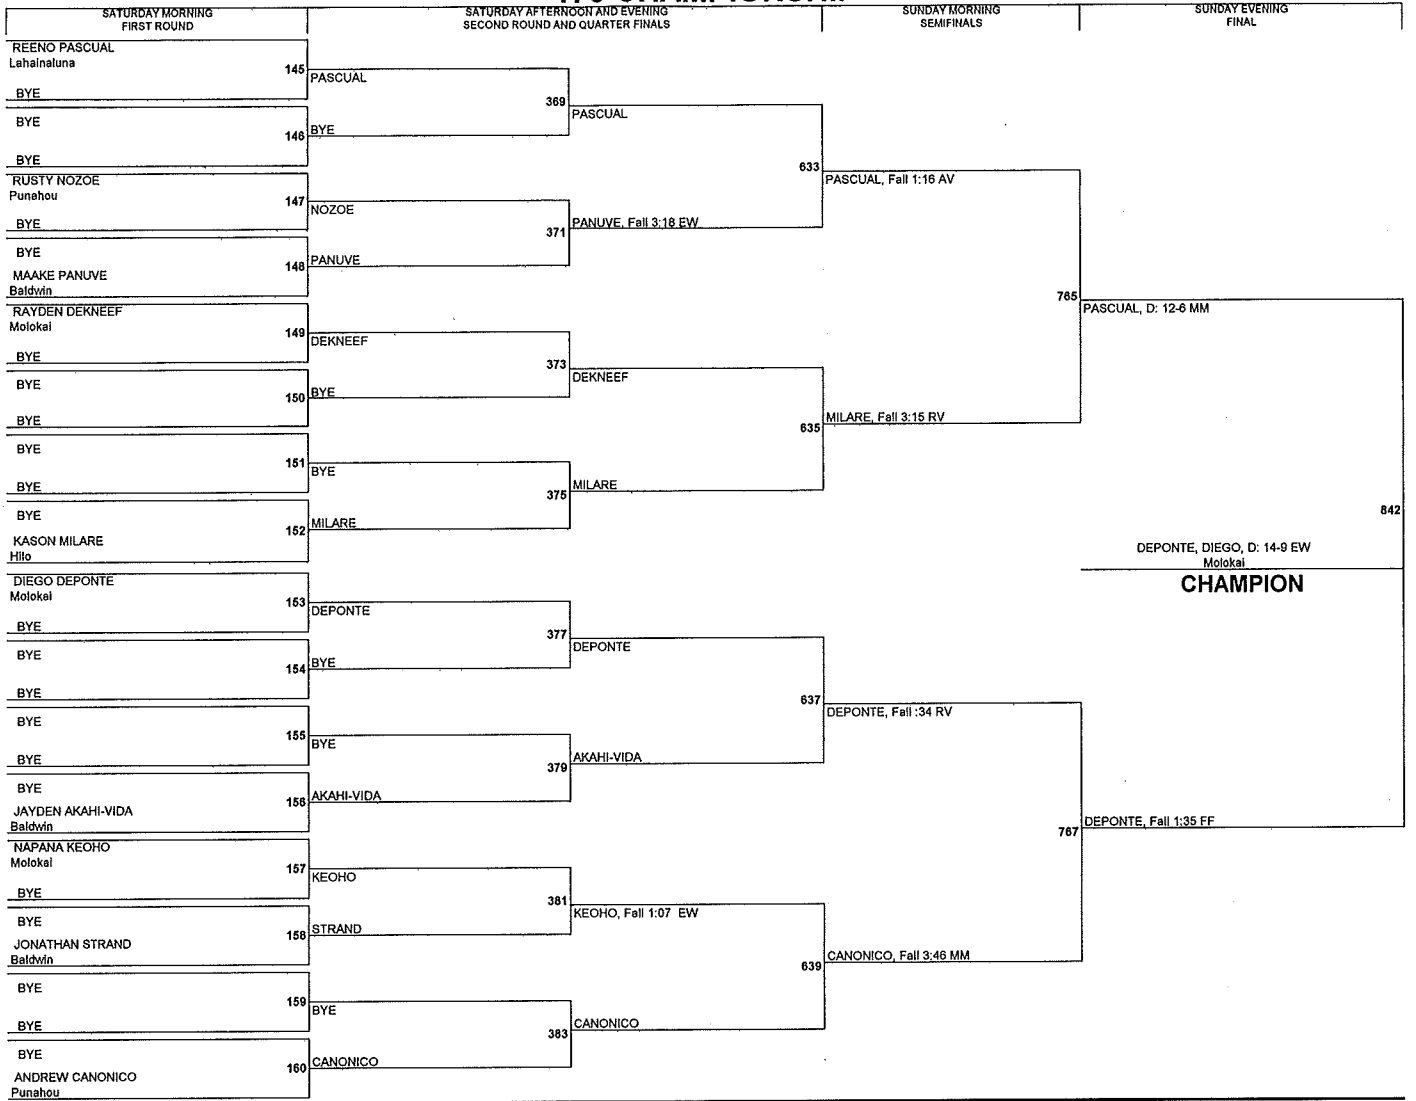 SATURDAY MORNING
FIRST ROUND
SATURDAY AFTERNOON AND EVENING
SECOND ROUND AND QUARTER FINALS
SUNDAY MORNING
SEMIFINALS
SUNDAY EVENING
FINAL
REENO PASCUAL
Lahainaluna
145
BYE
BYE
146
BYE
RUSTY NOZOE
Punahou
147
BYE
BYE
148
MAAKE PANUVE
Baldwin
RAYDEN DEKNEEF
Molokai
149
BYE
BYE
150
BYE
BYE
151
BYE
BYE
152
KASON MILARE
Hilo
DIEGO DEPONTE
Molokai
153
BYE
BYE
154
BYE
BYE
155
BYE
BYE
156
JAYDEN AKAHI-VIDA
Baldwin
NAPANA KEOHO
Molokai
157
BYE
BYE
158
JONATHAN STRAND
Baldwin
BYE
159
BYE
BYE
160
ANDREW CANONICO
Punahou
PASCUAL
369
BYE
NOZOE
371
PANUVE
DEKNEEF
373
BYE
BYE
375
MILARE
DEPONTE
377
BYE
BYE
379
AKAHI-VIDA
KEOHO
381
STRAND
BYE
383
CANONICO
PASCUAL
633
PANUVE, Fall 3:18 EW
DEKNEEF
635
MILARE
DEPONTE
637
AKAHI-VIDA
KEOHO, Fall 1:07 EW
639
CANONICO
PASCUAL, Fall 1:16 AV
765
MILARE, Fall 3:15 RV
DEPONTE, Fall :34 RV
767
CANONICO, Fall 3:46 MM
PASCUAL, D: 12-6 MM
842
DEPONTE, DIEGO, D: 14-9 EW
Molokai
CHAMPION
DEPONTE, Fall 1:35 FF